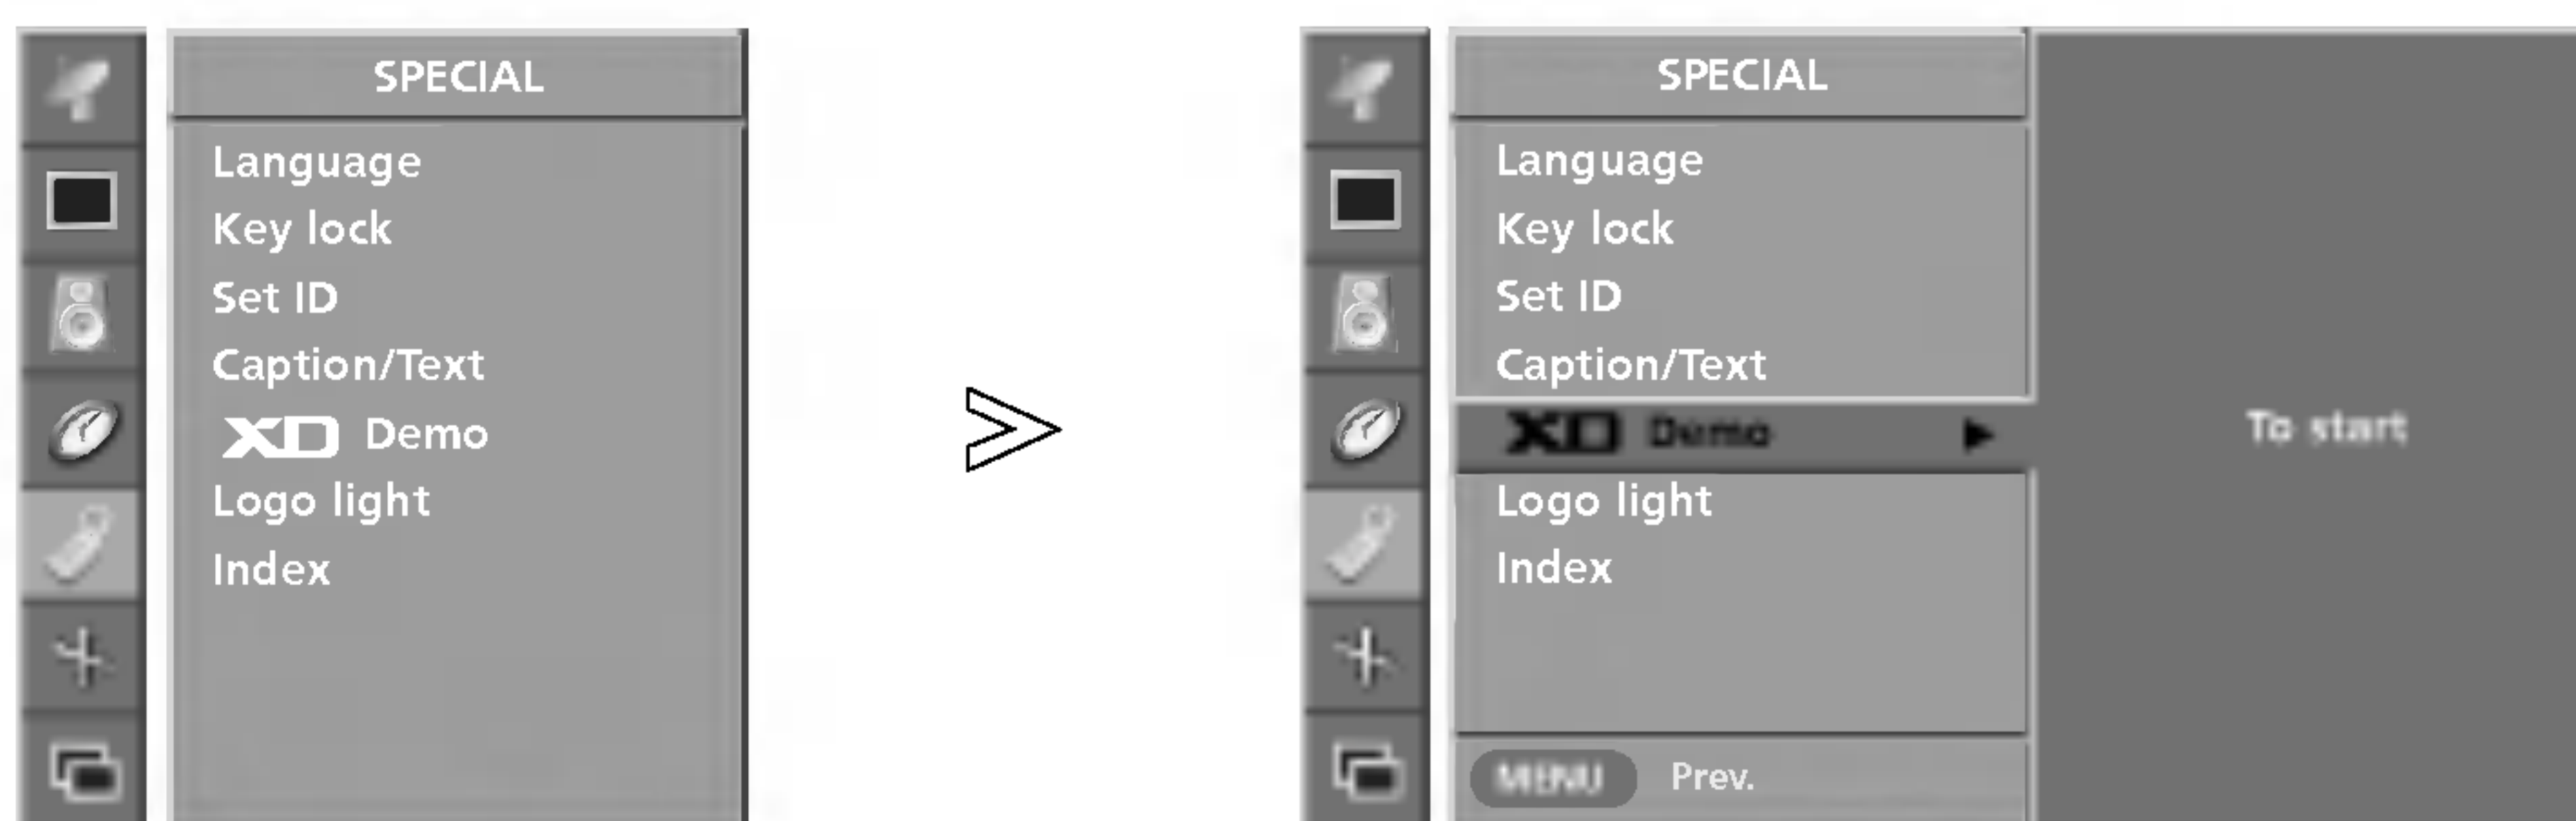 SPECIAL
Language
Key lock
Set ID
Caption/Text
XD Demo
Logo light
Index
SPECIAL
Language
Key lock
Set ID
Caption/Text
XD Demo
To start
Logo light
Index
MENU Prev.